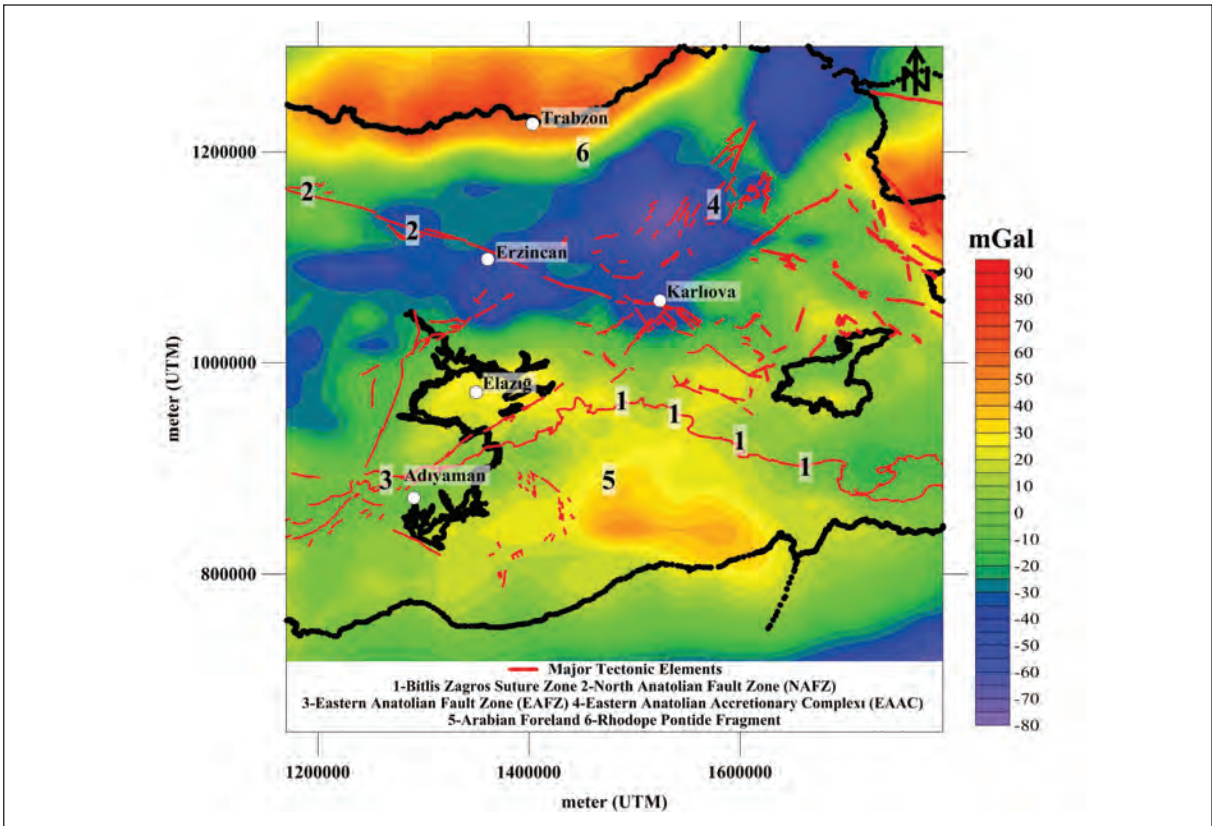 N
Trabzon
6
1200000
2
4
2
Erzincan
mGal
90
80
70
60
50
40
30
20
10
0
-10
-20
-30
-40
-50
-60
-70
-80
Karlıova
1000000
Elazığ
1
1
1
1
meter (UTM)
3
Adıyaman
5
800000
Major Tectonic Elements
1-Bitlis Zagros Suture Zone 2-North Anatolian Fault Zone (NAFZ)
3-Eastern Anatolian Fault Zone (EAFZ) 4-Eastern Anatolian Accretionary Complexı (EAAC)
5-Arabian Foreland 6-Rhodope Pontide Fragment
1200000
1400000
1600000
meter (UTM)